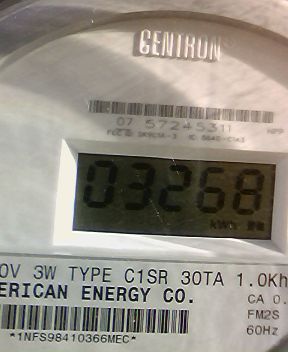 CENTRON
07 57245311 HPP
03268
kWh
0V 3W TYPE C1SR 30TA 1.0Kh
ERICAN ENERGY CO.
CA 0.
FM2S
60Hz
*1NFS98410366MEC*